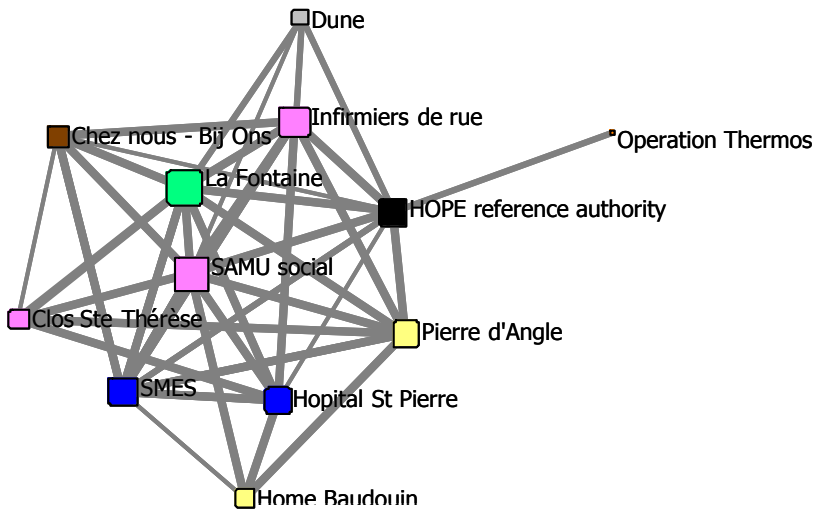 Dune
Infirmiers de rue
Chez nous - Bij Ons
Operation Thermos
La Fontaine
HOPE reference authority
SAMU social
Clos Ste Thérèse
Pierre d'Angle
SMES
Hopital St Pierre
Home Baudouin